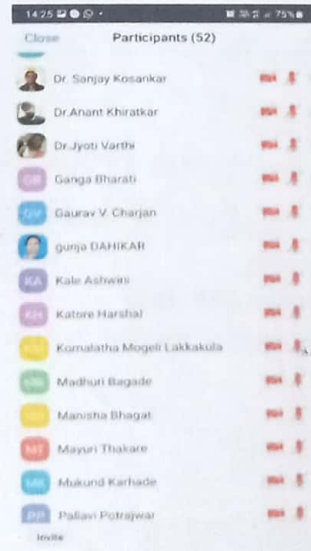 14:25
75%
Close Participants (52)
Dr. Sanjay Kosankar
Dr.Anant Khiratkar
Dr.Jyoti Varthi
GB Ganga Bharati
GV Gaurav V. Charjan
gunja DAHIKAR
KA Kale Ashwini
KH Katore Harshal
Komalatha Mogeli Lakkakula
MB Madhuri Bagade
MB Manisha Bhagat
MT Mayuri Thakare
MK Mukund Karhade
PP Pallavi Potrajwar
Invite